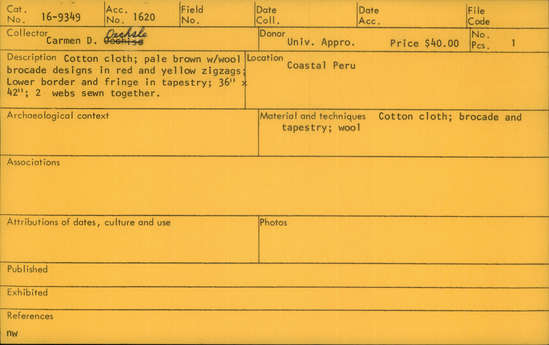 Cat. No. 16-9349 Acc. No. 1620 Field No. Date Coll. Date Acc. File Code
Collector Carmen D. Oechsle Donor Univ. Appro. Price $40.00 No. Pcs. 1
Description Cotton cloth; pale brown w/wool brocade designs in red and yellow zigzags; Lower border and fringe in tapestry; 36" x 42"; 2 webs sewn together.
Location Coastal Peru
Archaeological context
Material and techniques Cotton cloth; brocade and tapestry; wool
Associations
Attributions of dates, culture and use
Photos
Published
Exhibited
References
nw